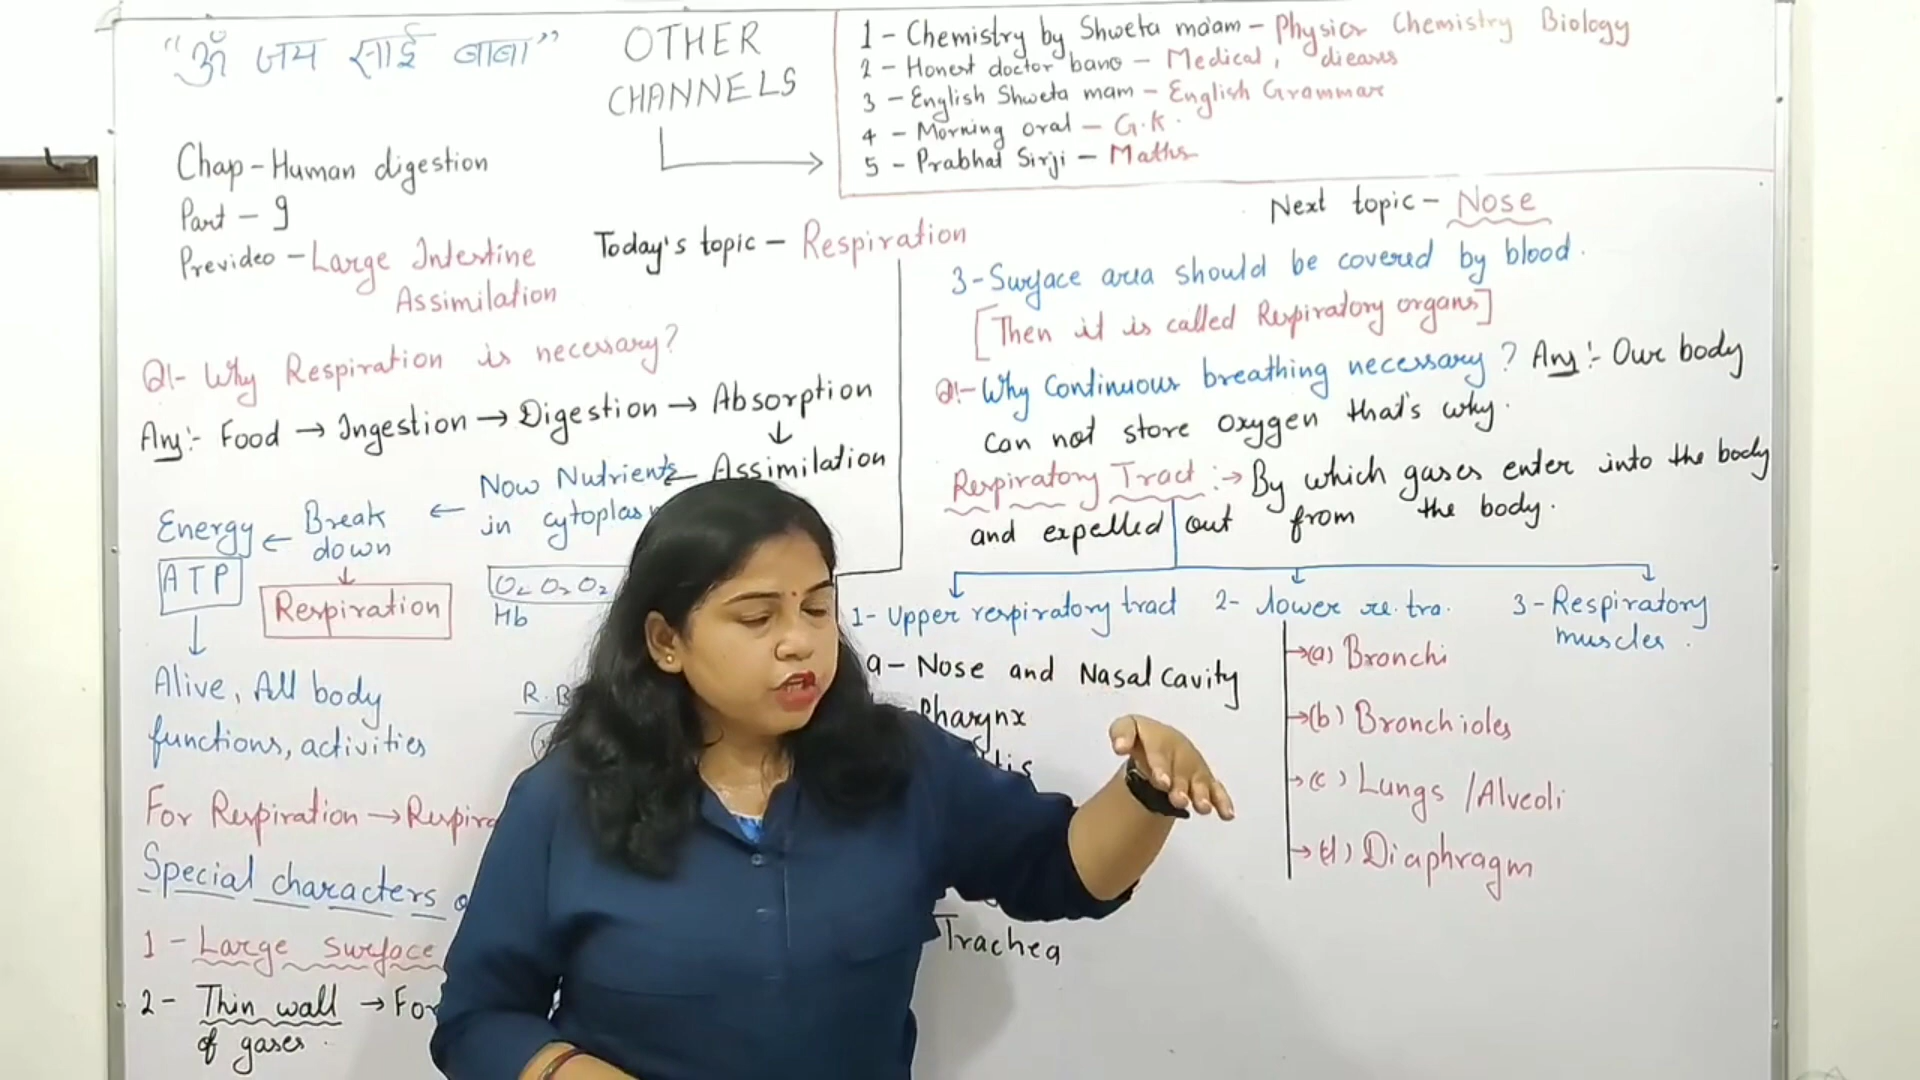 “ॐ जय साई बाबा”
OTHER
CHANNELS
1 - Chemistry by Shweta ma'am - Physics Chemistry Biology
2 - Honest doctor bano - Medical, dieases
3 - English Shweta mam - English Grammar
4 - Morning oral - G.K.
5 - Prabhat Sirji - Maths
Chap - Human digestion
Part - 9
Prevideo - Large Intestine
Assimilation
Today's topic - Respiration
Next topic - Nose
Q1- Why Respiration is necessary?
Ans:- Food → Ingestion → Digestion → Absorption
↓
Now Nutrients ← Assimilation
in cytoplas
← Break
down
Energy ←
ATP
↓
Respiration
O2 O2 O2
Hb
↓
Alive, All body
functions, activities
R.B
For Respiration →
Special characters
1 - Large surface
2 - Thin wall → For
of gases.
3 - Surface area should be covered by blood.
[Then it is called Respiratory organs]
Q!- Why Continuous breathing necessary? Ans:- Our body
can not store oxygen that's why.
Respiratory Tract :→ By which gases enter into the body
and expelled out from the body.
1- Upper respiratory tract 2- lower re. tra. 3 - Respiratory
muscles.
a - Nose and Nasal Cavity
Pharynx
Trachea
→(a) Bronchi
→(b) Bronchioles
→(c) Lungs /Alveoli
→(d) Diaphragm